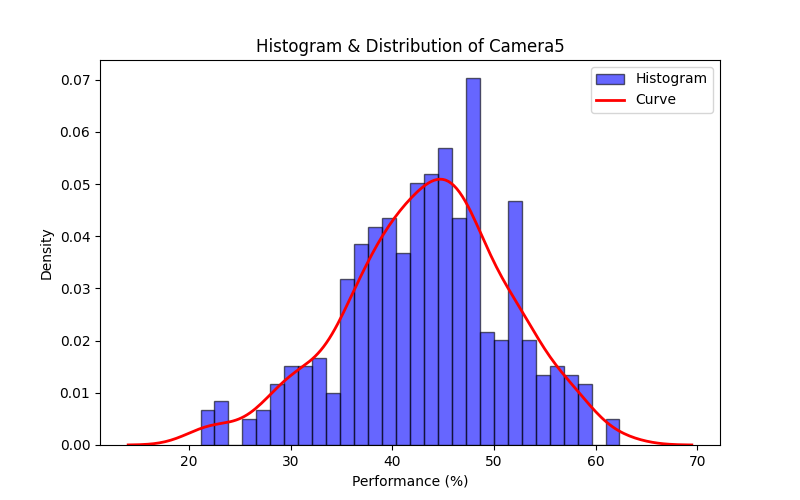 Histogram & Distribution of Camera5
Histogram
Curve
0.07
0.06
0.05
0.04
0.03
0.02
0.01
0.00
Density
20 30 40 50 60 70
Performance (%)